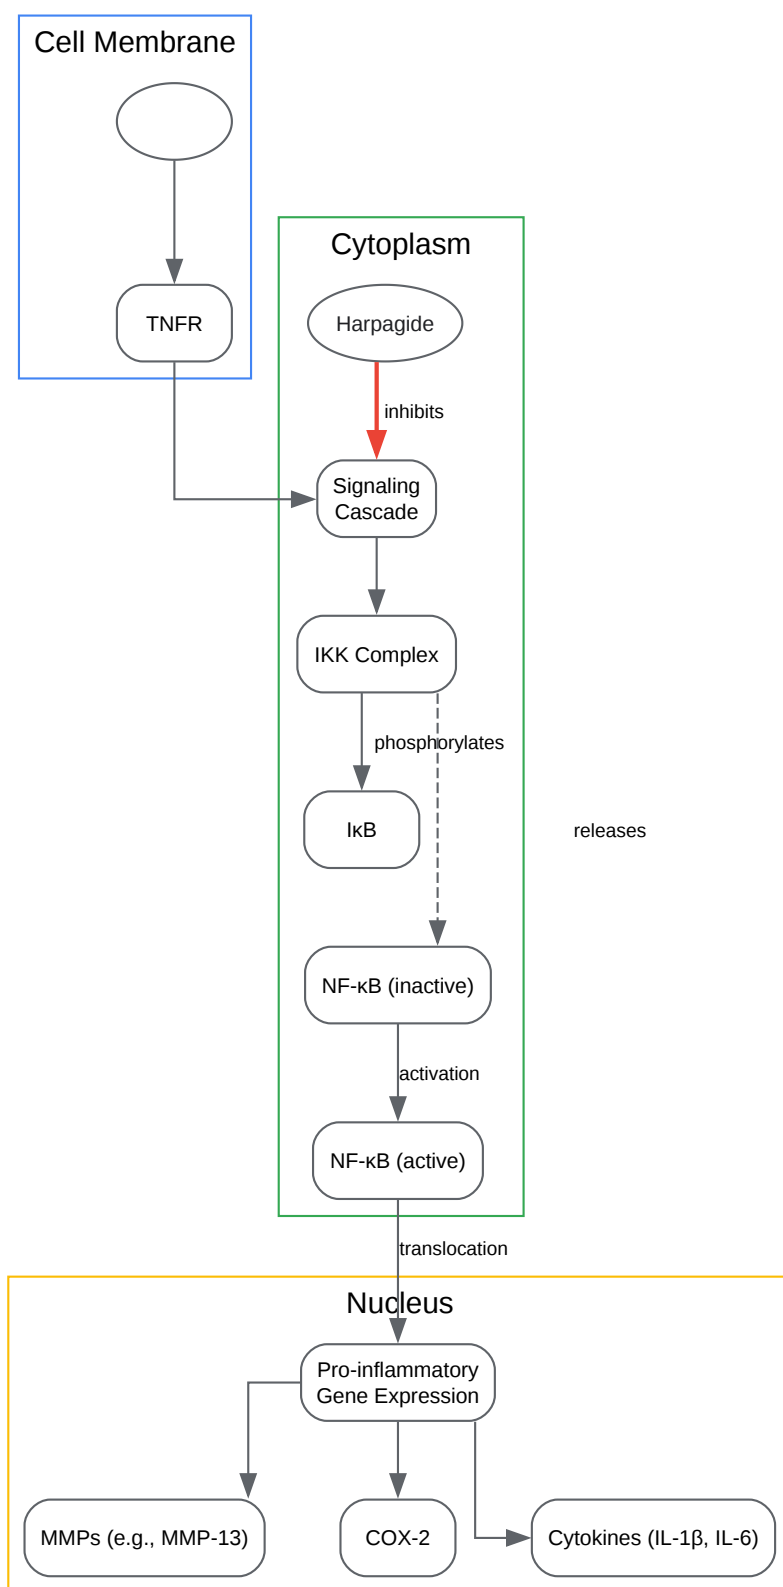 Cell Membrane
TNFR
Cytoplasm
Harpagide
inhibits
Signaling
Cascade
IKK Complex
phosphorylates
IκB
releases
NF-κB (inactive)
activation
NF-κB (active)
translocation
Nucleus
Pro-inflammatory
Gene Expression
MMPs (e.g., MMP-13)
COX-2
Cytokines (IL-1β, IL-6)